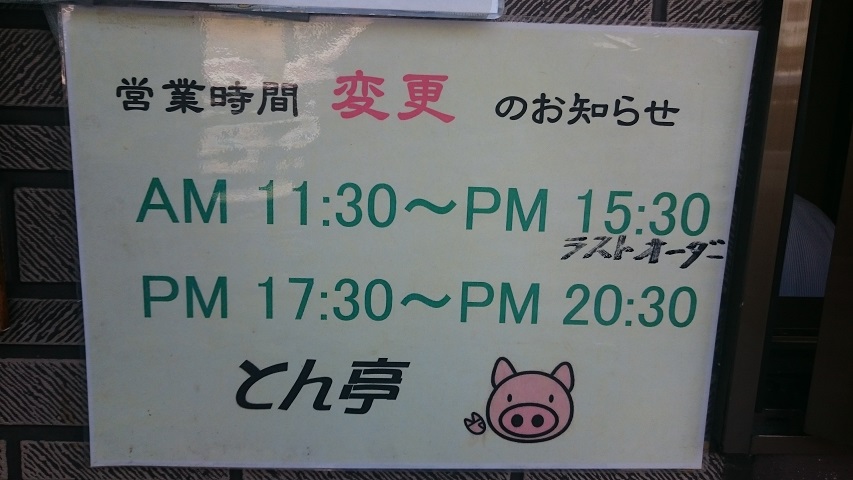 営業時間 変更 のお知らせ
AM 11:30～PM 15:30
ラストオーダー
PM 17:30～PM 20:30
とん亭